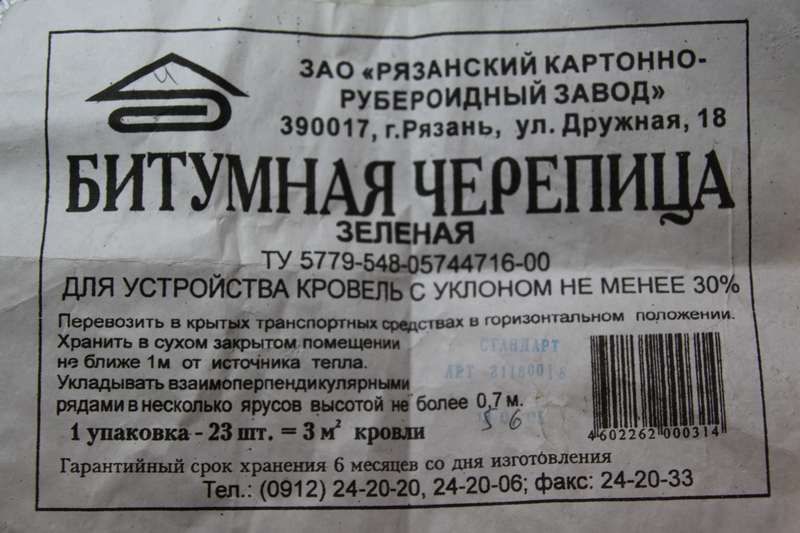 ЗАО «РЯЗАНСКИЙ КАРТОННО-
РУБЕРОИДНЫЙ ЗАВОД»
390017, г.Рязань, ул. Дружная, 18
БИТУМНАЯ ЧЕРЕПИЦА
ЗЕЛЕНАЯ
ТУ 5779-548-05744716-00
ДЛЯ УСТРОЙСТВА КРОВЕЛЬ С УКЛОНОМ НЕ МЕНЕЕ 30%
Перевозить в крытых транспортных средствах в горизонтальном положении.
Хранить в сухом закрытом помещении
не ближе 1м от источника тепла.
Укладывать взаимоперпендикулярными
рядами в несколько ярусов высотой не более 0,7 м.
СТАНДАРТ
АРТ
1 упаковка - 23 шт. = 3 м² кровли
4602262000314
Гарантийный срок хранения 6 месяцев со дня изготовления
Тел.: (0912) 24-20-20, 24-20-06; факс: 24-20-33